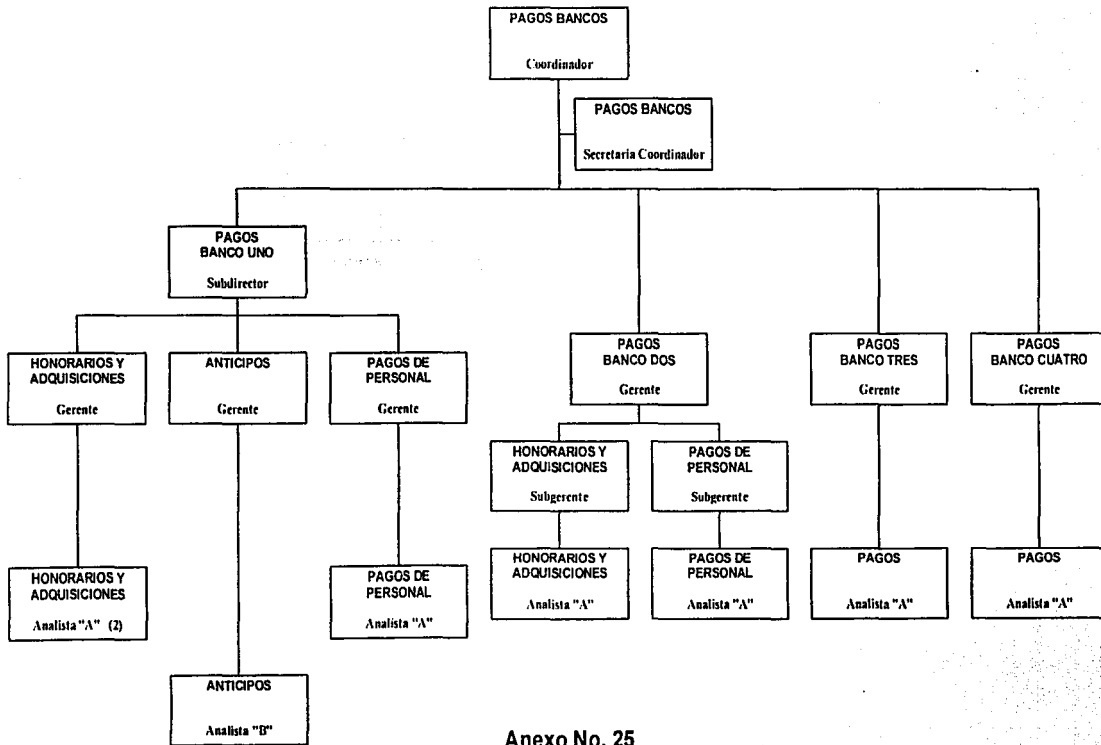 PAGOS BANCOS
Coordinador
PAGOS BANCOS
Secretaria Coordinador
PAGOS
BANCO UNO
Subdirector
HONORARIOS Y
ADQUISICIONES
Gerente
ANTICIPOS
Gerente
PAGOS DE
PERSONAL
Gerente
PAGOS
BANCO DOS
Gerente
PAGOS
BANCO TRES
Gerente
PAGOS
BANCO CUATRO
Gerente
HONORARIOS Y
ADQUISICIONES
Subgerente
PAGOS DE
PERSONAL
Subgerente
HONORARIOS Y
ADQUISICIONES
Analista "A" (2)
PAGOS DE
PERSONAL
Analista "A"
HONORARIOS Y
ADQUISICIONES
Analista "A"
PAGOS DE
PERSONAL
Analista "A"
PAGOS
Analista "A"
PAGOS
Analista "A"
ANTICIPOS
Analista "B"
Anexo No. 25